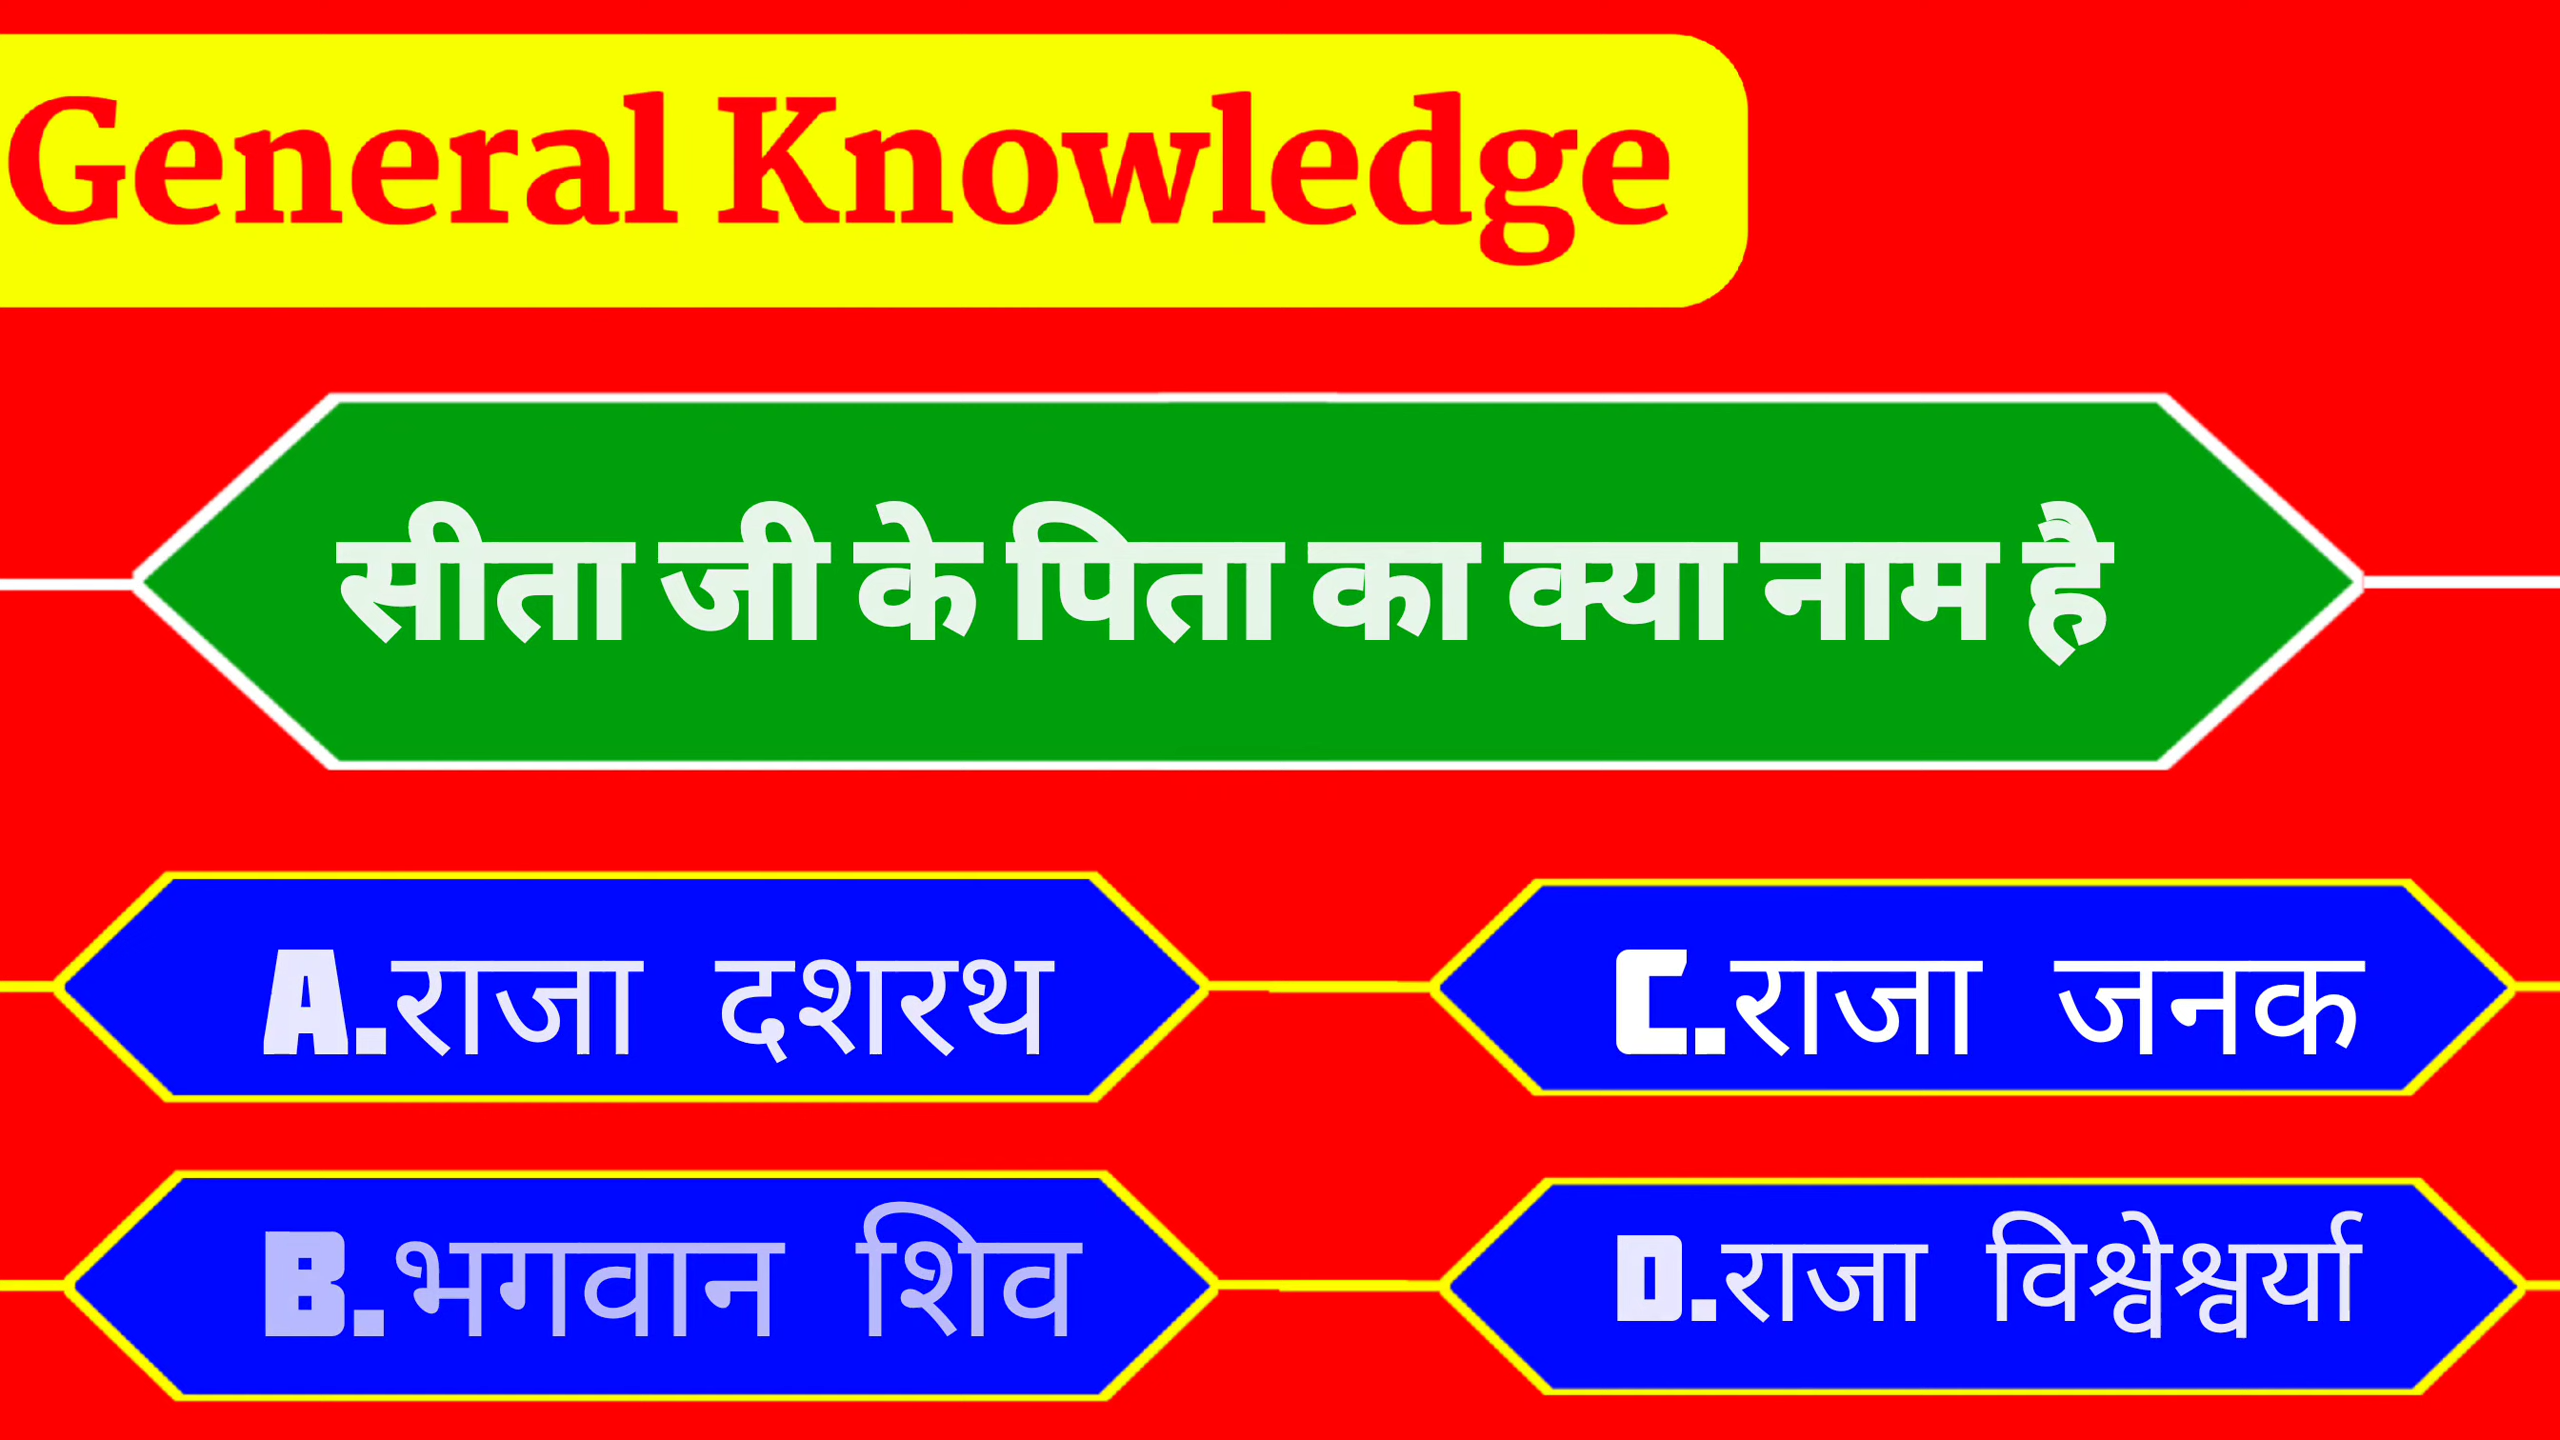 General Knowledge
सीता जी के पिता का क्या नाम है
A.राजा दशरथ
C.राजा जनक
B.भगवान शिव
D.राजा विश्वेश्वर्या